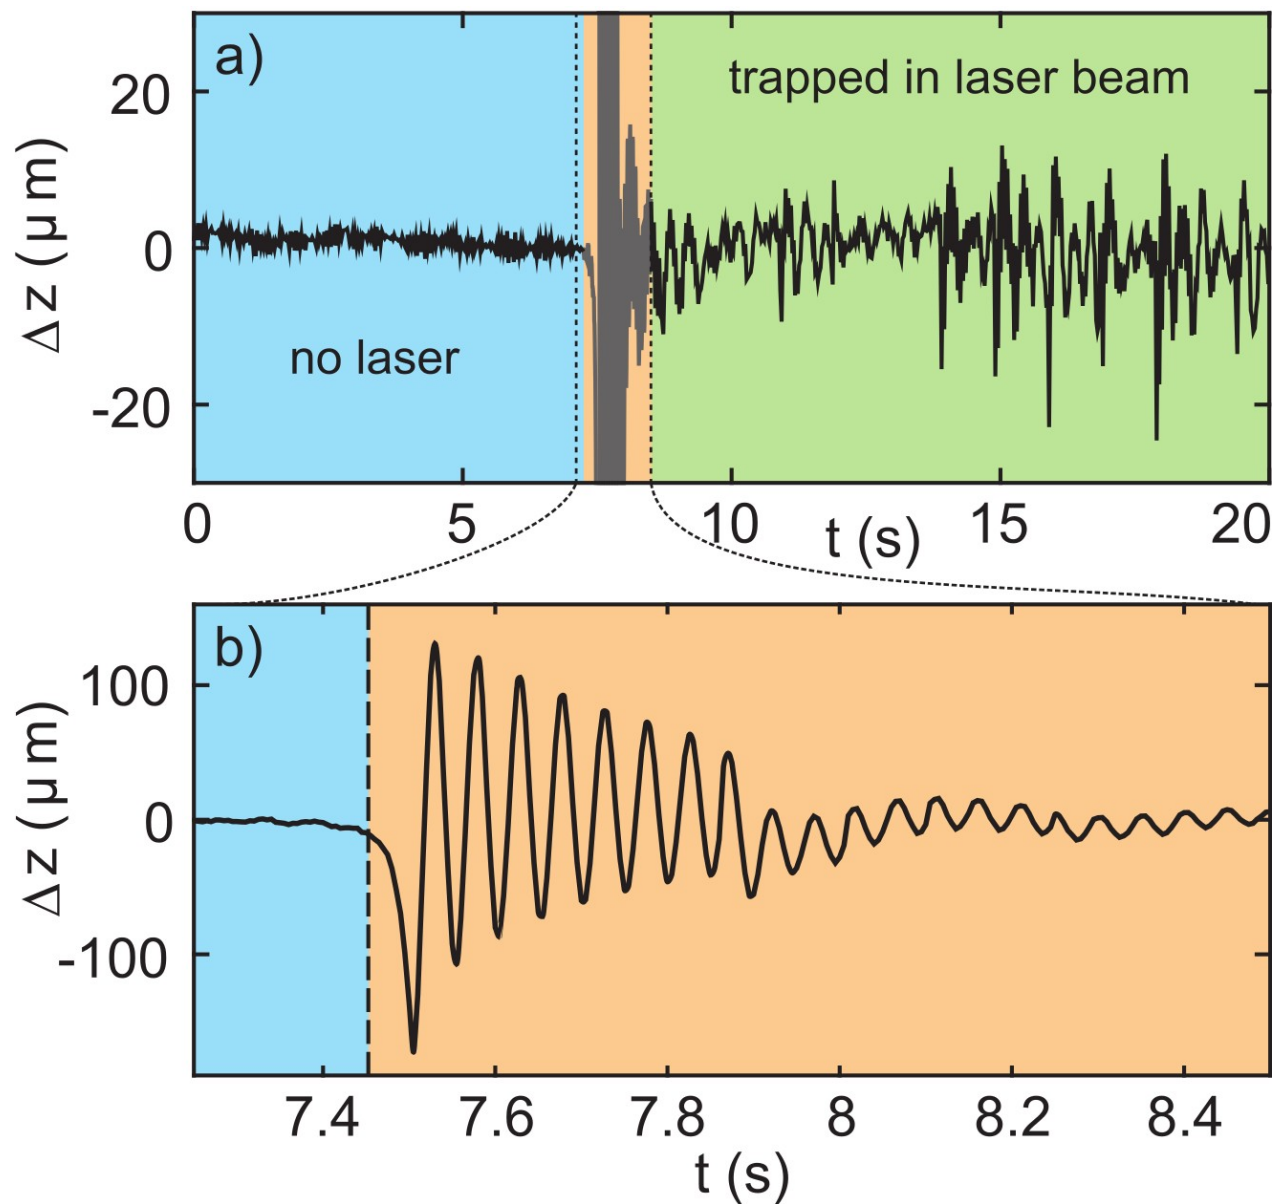 a)
trapped in laser beam
no laser
Δz (µm)
20
0
-20
0 5 10 15 20
t (s)
b)
Δz (µm)
100
0
-100
7.4 7.6 7.8 8 8.2 8.4
t (s)